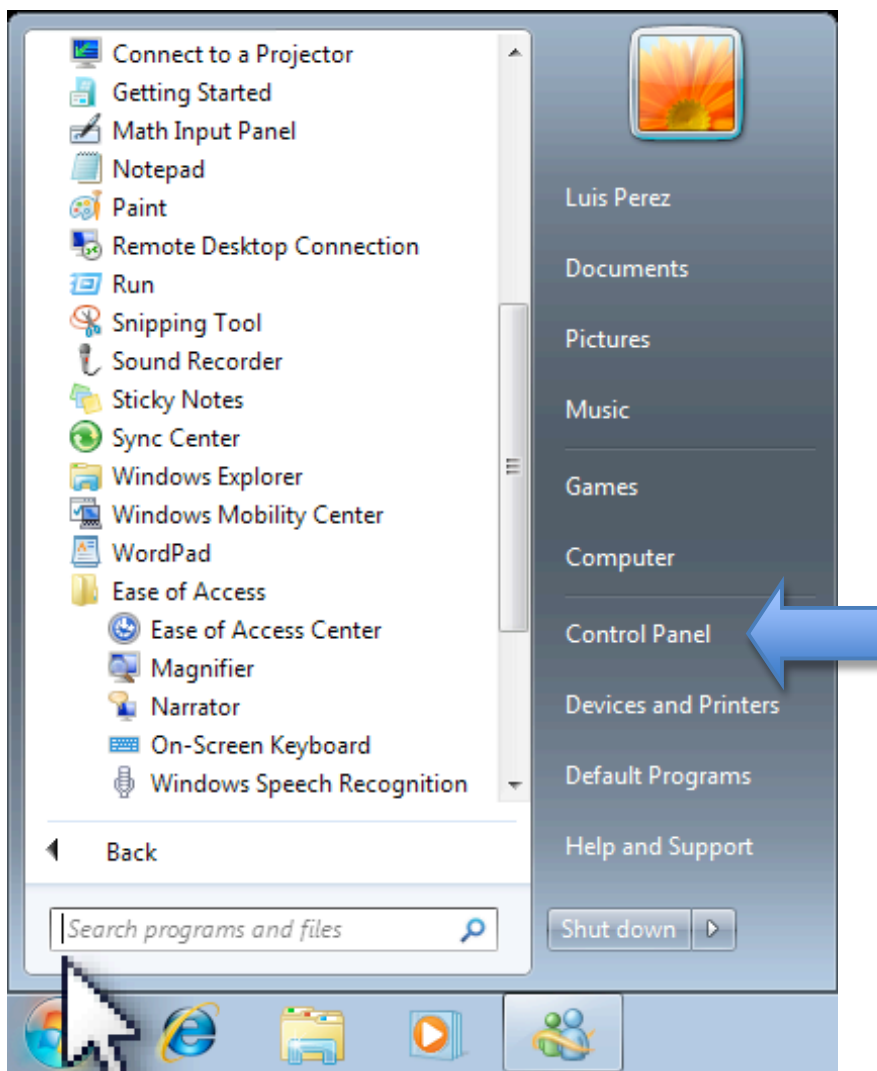 Connect to a Projector
Getting Started
Math Input Panel
Notepad
Paint
Remote Desktop Connection
Run
Snipping Tool
Sound Recorder
Sticky Notes
Sync Center
Windows Explorer
Windows Mobility Center
WordPad
Ease of Access
Ease of Access Center
Magnifier
Narrator
On-Screen Keyboard
Windows Speech Recognition
Back
Search programs and files
Luis Perez
Documents
Pictures
Music
Games
Computer
Control Panel
Devices and Printers
Default Programs
Help and Support
Shut down